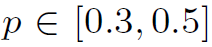 p ∈ [0.3, 0.5]